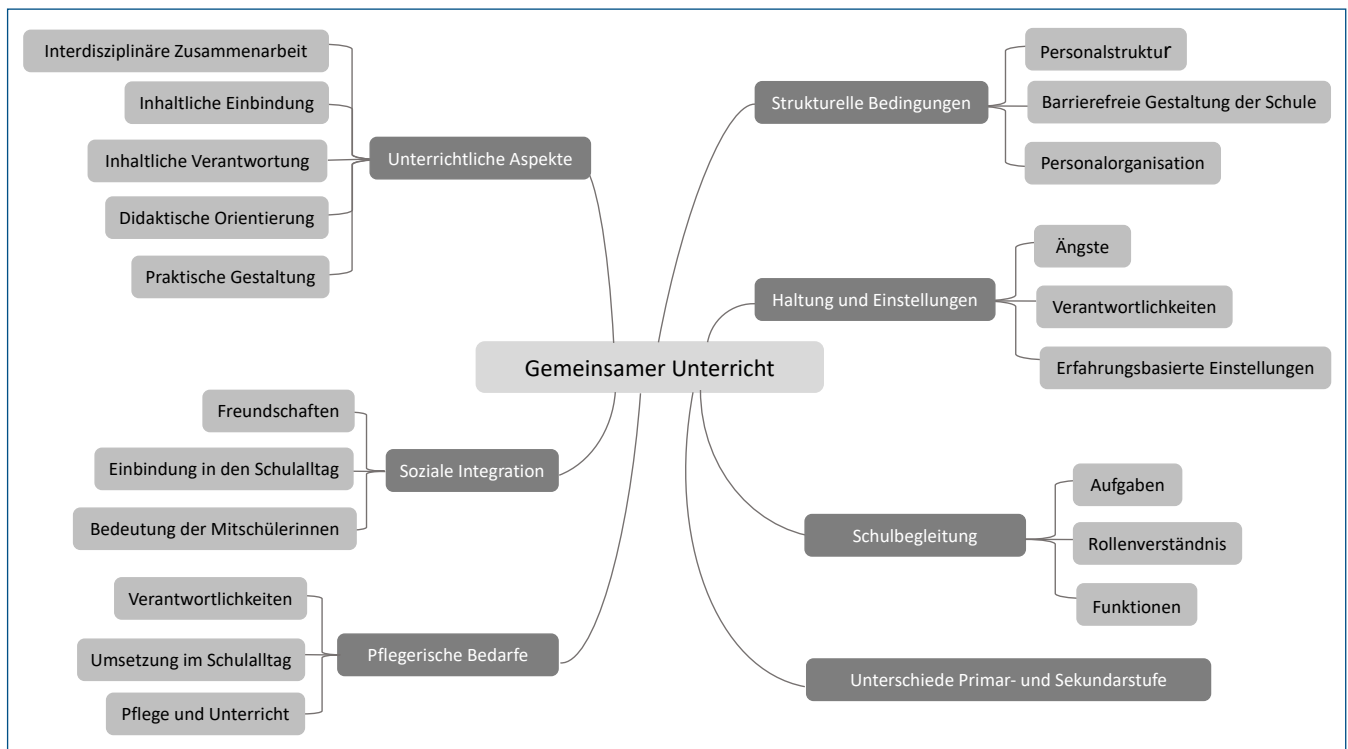 Interdisziplinäre Zusammenarbeit
Inhaltliche Einbindung
Inhaltliche Verantwortung
Didaktische Orientierung
Praktische Gestaltung
Unterrichtliche Aspekte
Strukturelle Bedingungen
Personalstruktur
Barrierefreie Gestaltung der Schule
Personalorganisation
Haltung und Einstellungen
Ängste
Verantwortlichkeiten
Erfahrungsbasierte Einstellungen
Gemeinsamer Unterricht
Freundschaften
Einbindung in den Schulalltag
Bedeutung der Mitschülerinnen
Soziale Integration
Schulbegleitung
Aufgaben
Rollenverständnis
Funktionen
Verantwortlichkeiten
Umsetzung im Schulalltag
Pflege und Unterricht
Pflegerische Bedarfe
Unterschiede Primar- und Sekundarstufe